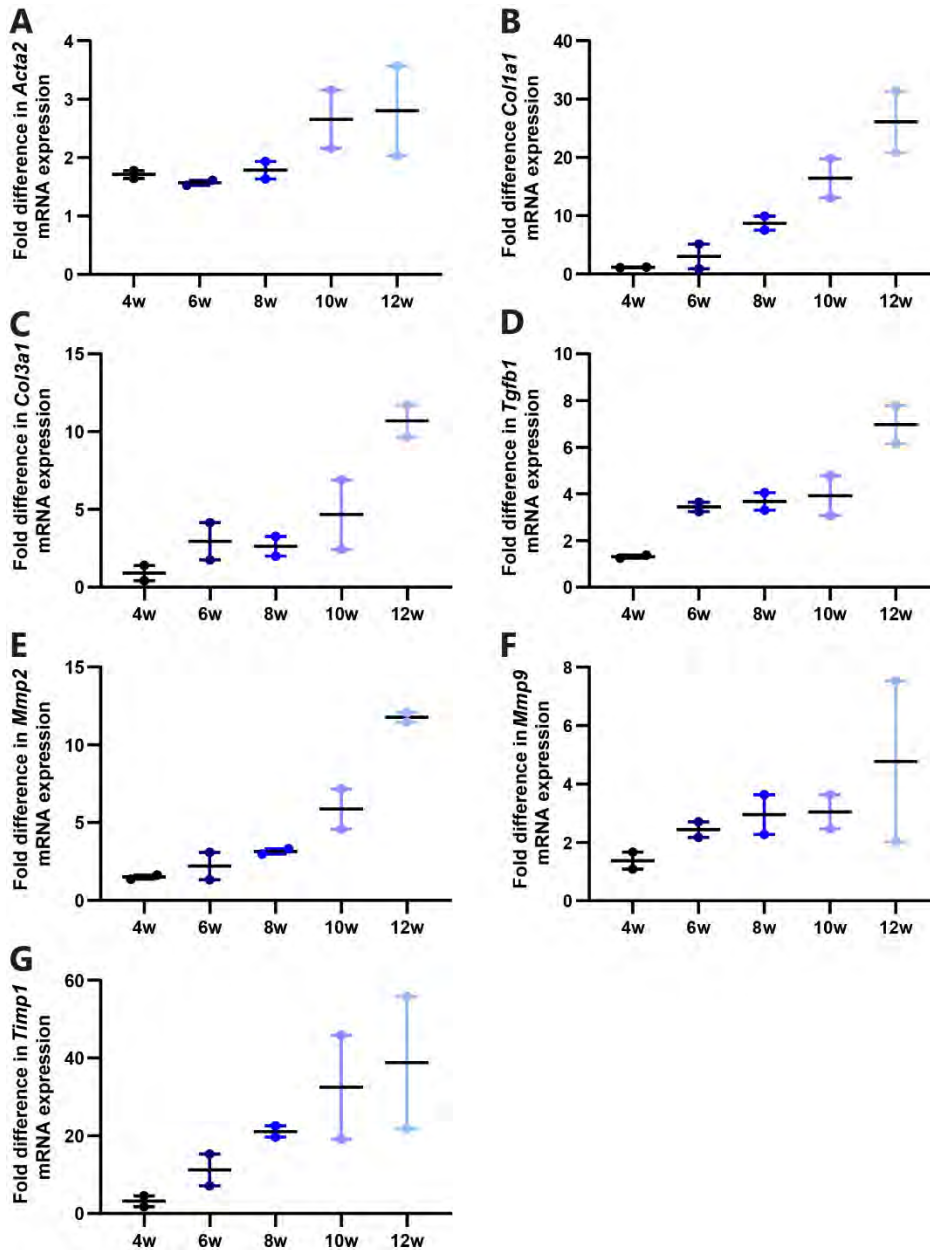 A
Fold difference in Acta2
mRNA expression
4
3
2
1
0
4w 6w 8w 10w 12w
B
Fold difference Col1a1
mRNA expression
40
30
20
10
0
4w 6w 8w 10w 12w
C
Fold difference in Col3a1
mRNA expression
15
10
5
0
4w 6w 8w 10w 12w
D
Fold difference in Tgfb1
mRNA expression
10
8
6
4
2
0
4w 6w 8w 10w 12w
E
Fold difference in Mmp2
mRNA expression
15
10
5
0
4w 6w 8w 10w 12w
F
Fold difference in Mmp9
mRNA expression
8
6
4
2
0
4w 6w 8w 10w 12w
G
Fold difference in Timp1
mRNA expression
60
40
20
0
4w 6w 8w 10w 12w